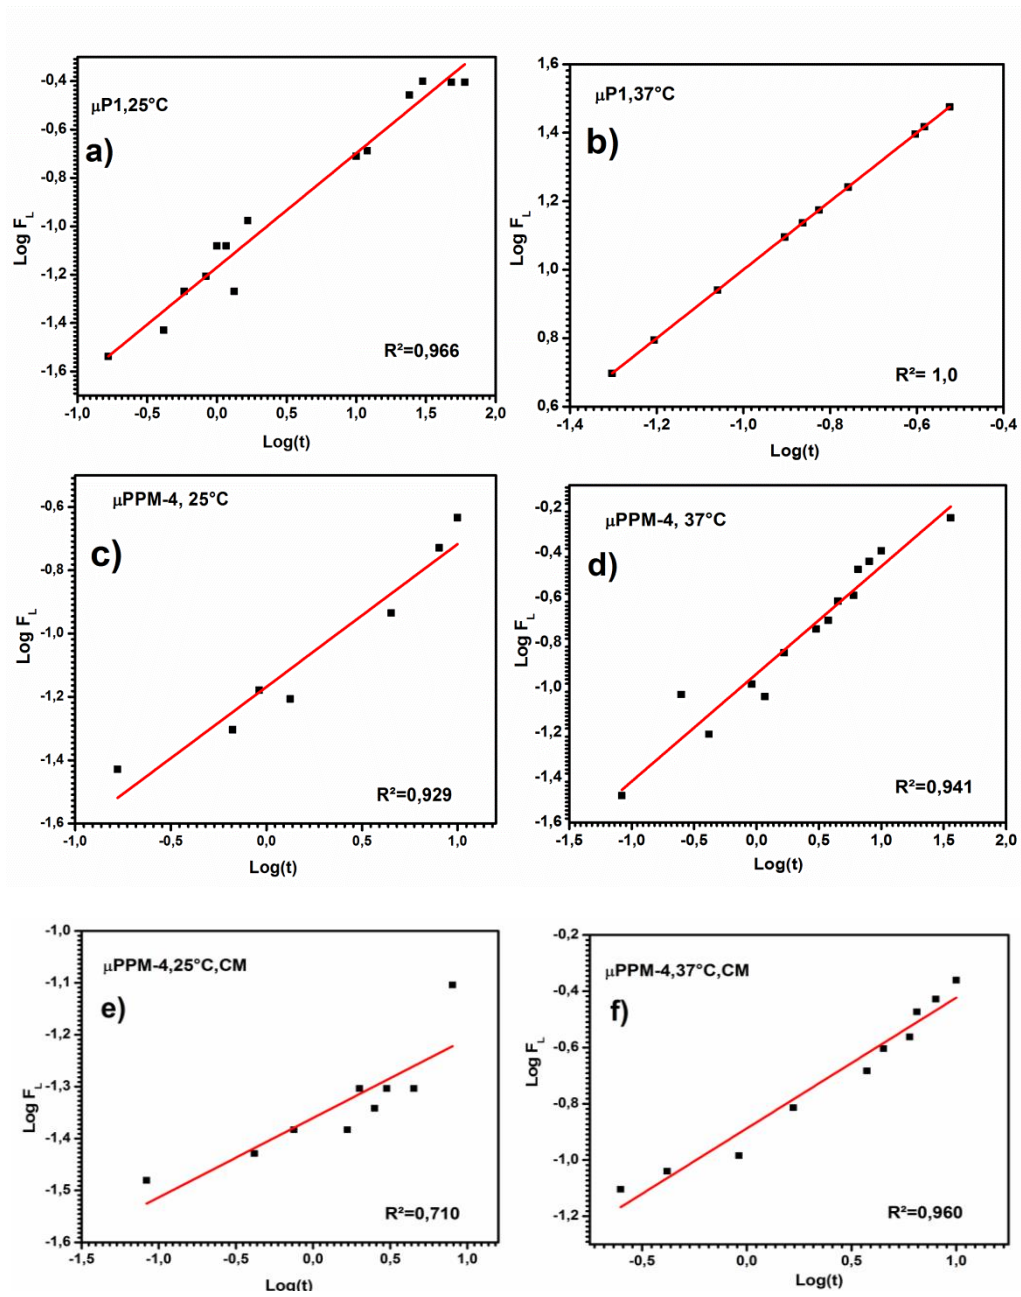 μP1,25°C
a)
Log F_L
-0,4
-0,6
-0,8
-1,0
-1,2
-1,4
-1,6
R²=0,966
-1,0 -0,5 0,0 0,5 1,0 1,5 2,0
Log(t)
μP1,37°C
b)
Log F_L
1,6
1,4
1,2
1,0
0,8
0,6
R²= 1,0
-1,4 -1,2 -1,0 -0,8 -0,6 -0,4
Log(t)
μPPM-4, 25°C
c)
Log F_L
-0,6
-0,8
-1,0
-1,2
-1,4
-1,6
R²=0,929
-1,0 -0,5 0,0 0,5 1,0
Log(t)
μPPM-4, 37°C
d)
Log F_L
-0,2
-0,4
-0,6
-0,8
-1,0
-1,2
-1,4
-1,6
R²=0,941
-1,5 -1,0 -0,5 0,0 0,5 1,0 1,5 2,0
Log(t)
μPPM-4,25°C,CM
e)
Log F_L
-1,0
-1,1
-1,2
-1,3
-1,4
-1,5
-1,6
R²=0,710
-1,5 -1,0 -0,5 0,0 0,5 1,0
Log(t)
μPPM-4,37°C,CM
f)
Log F_L
-0,2
-0,4
-0,6
-0,8
-1,0
-1,2
R²=0,960
-0,5 0,0 0,5 1,0
Log(t)